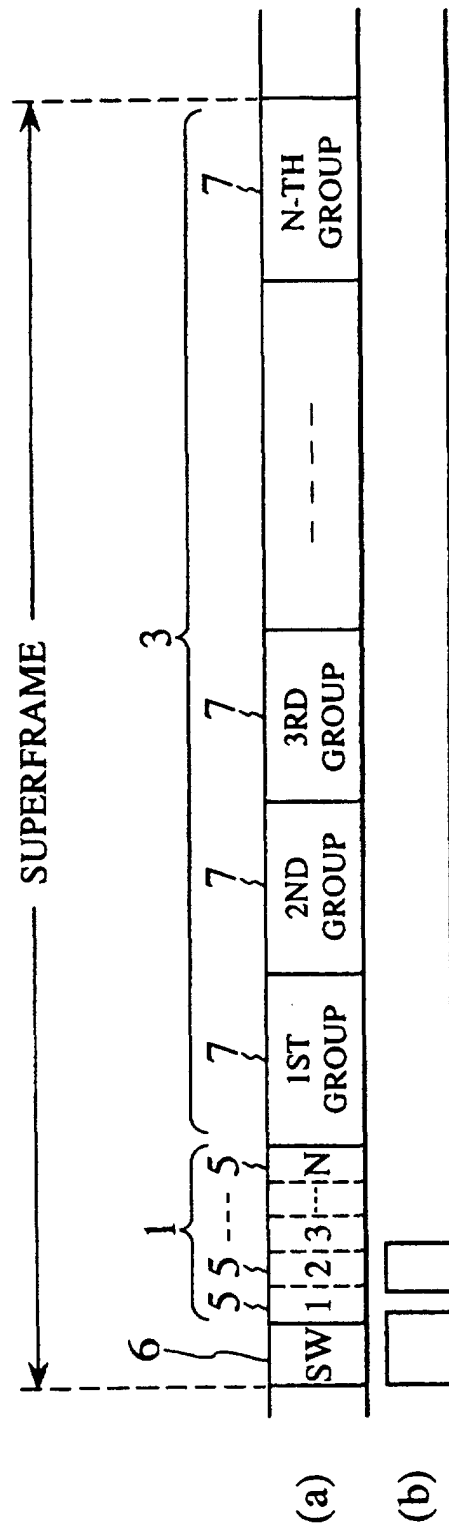 SUPERFRAME
3
1
7 7 7 7
6 5 5 ---- 5
(a) SW 1 2 3 ---- N 1ST GROUP 2ND GROUP 3RD GROUP ---- N-TH GROUP
(b)